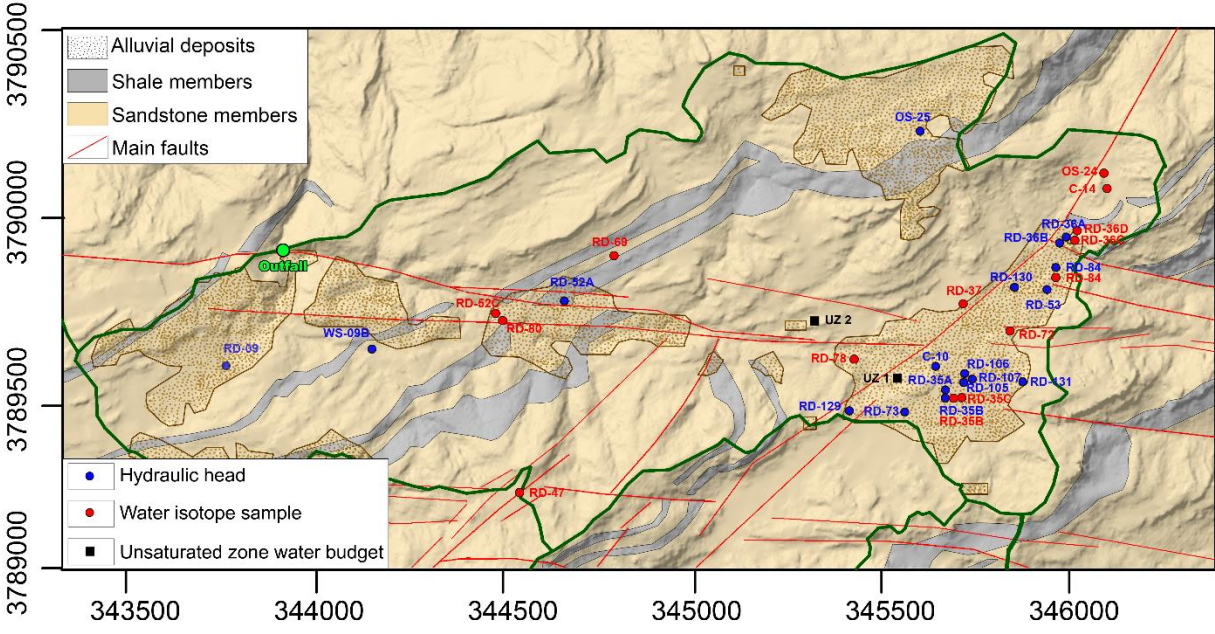 3790500
3790000
3789500
3789000
Alluvial deposits
Shale members
Sandstone members
Main faults
OS-25
OS-24
C-14
RD-36A
RD-36D
RD-36B
RD-36C
RD-69
Outfall
RD-84
RD-84
RD-130
RD-52A
RD-53
RD-37
RD-52C
RD-80
UZ 2
RD-77
WS-09B
RD-09
RD-78
C-10
RD-106
UZ 1
RD-107
RD-35A
RD-131
RD-105
RD-35C
RD-129
RD-73
RD-35B
RD-35B
Hydraulic head
RD-47
Water isotope sample
Unsaturated zone water budget
343500
344000
344500
345000
345500
346000